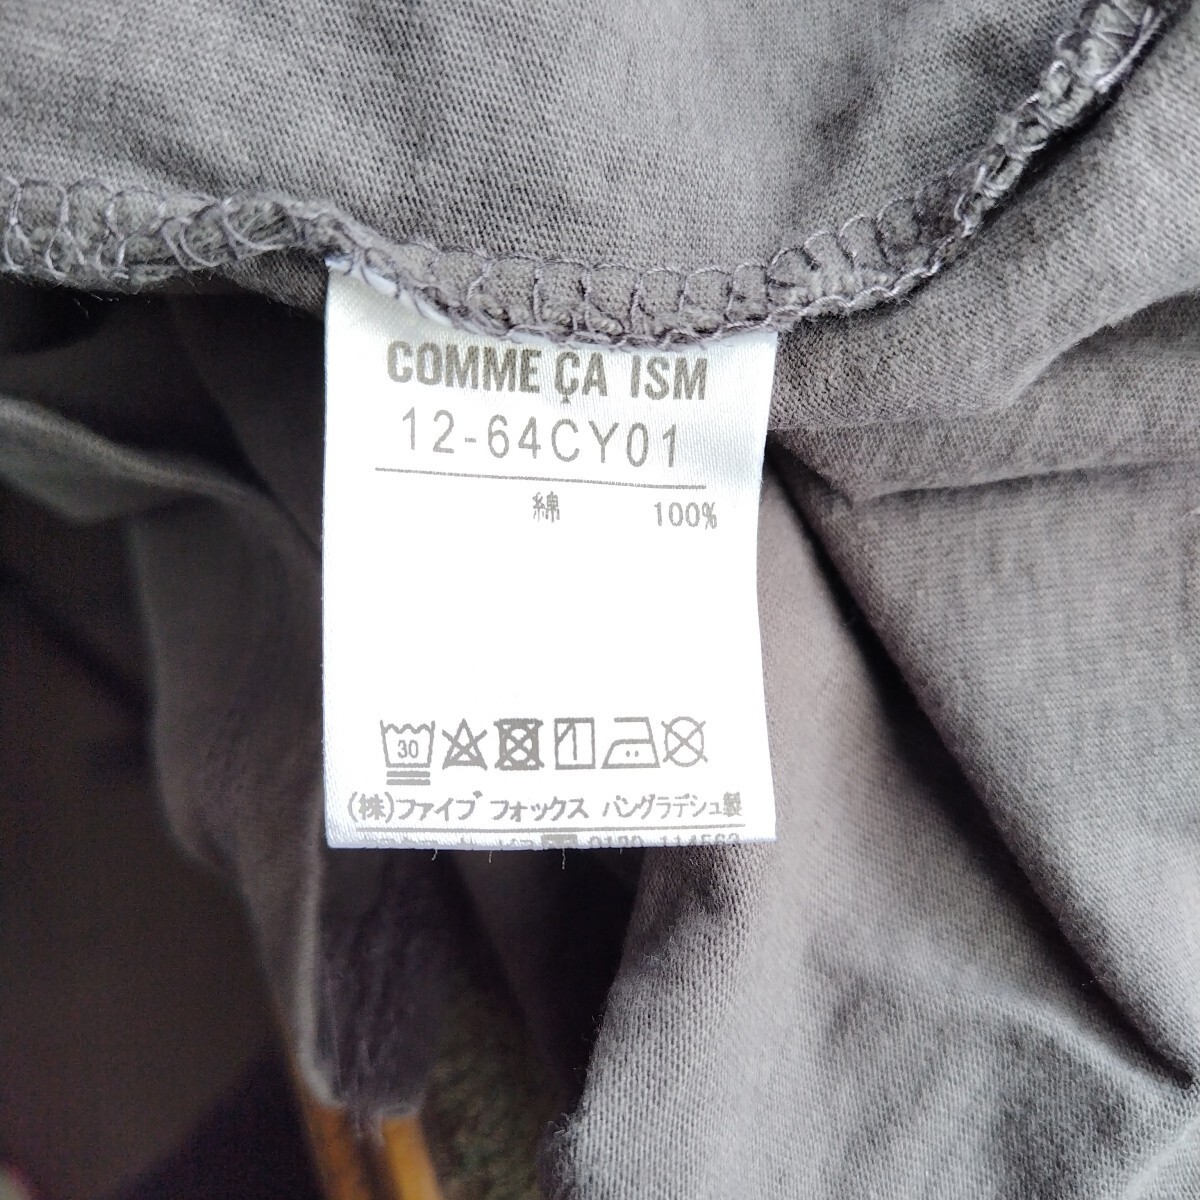 COMME ÇA ISM
12-64CY01
綿 100%
30
(株)ファイブ フォックス バングラデシュ製